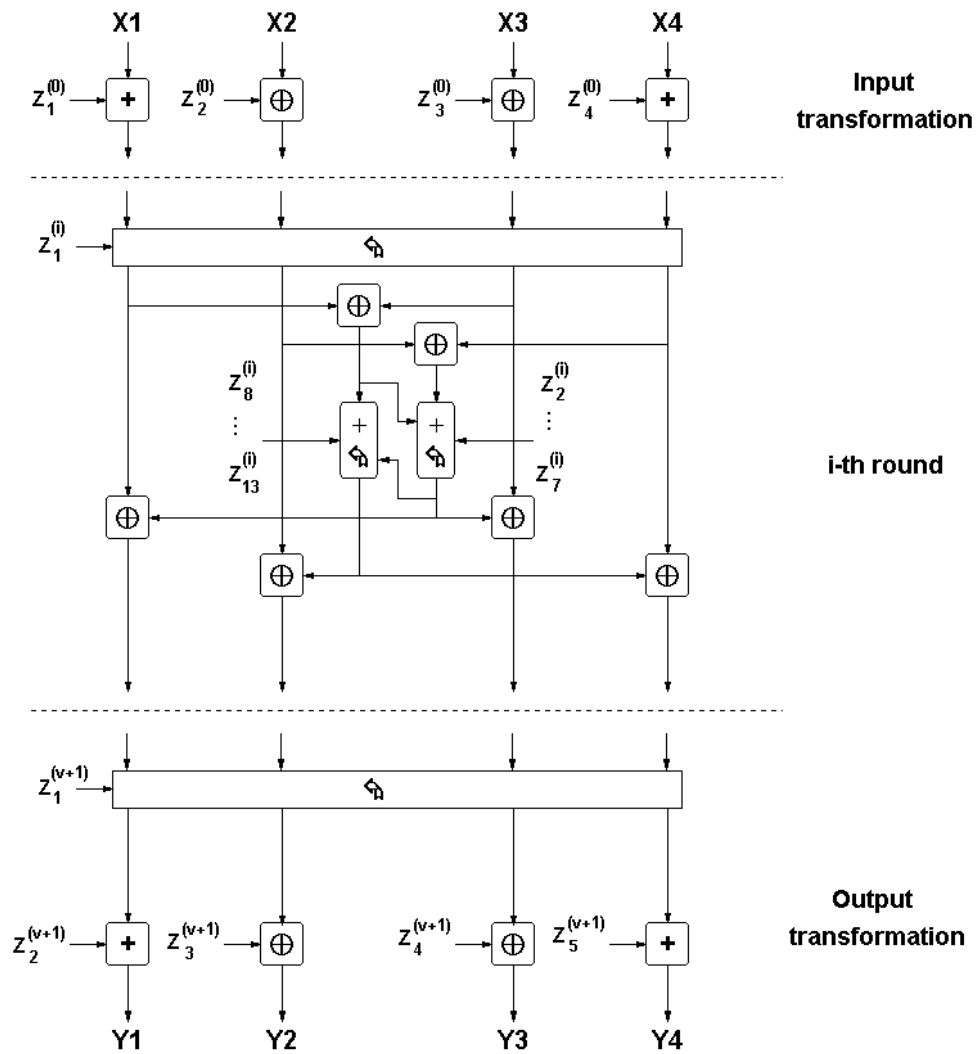 X1 X2 X3 X4
Z₁⁽⁰⁾ Z₂⁽⁰⁾ Z₃⁽⁰⁾ Z₄⁽⁰⁾
Input
transformation
Z₁⁽ⁱ⁾
Z₈⁽ⁱ⁾ Z₂⁽ⁱ⁾
... ...
Z₁₃⁽ⁱ⁾ Z₇⁽ⁱ⁾
i-th round
Z₁⁽ᵛ⁺¹⁾
Output
transformation
Z₂⁽ᵛ⁺¹⁾ Z₃⁽ᵛ⁺¹⁾ Z₄⁽ᵛ⁺¹⁾ Z₅⁽ᵛ⁺¹⁾
Y1 Y2 Y3 Y4